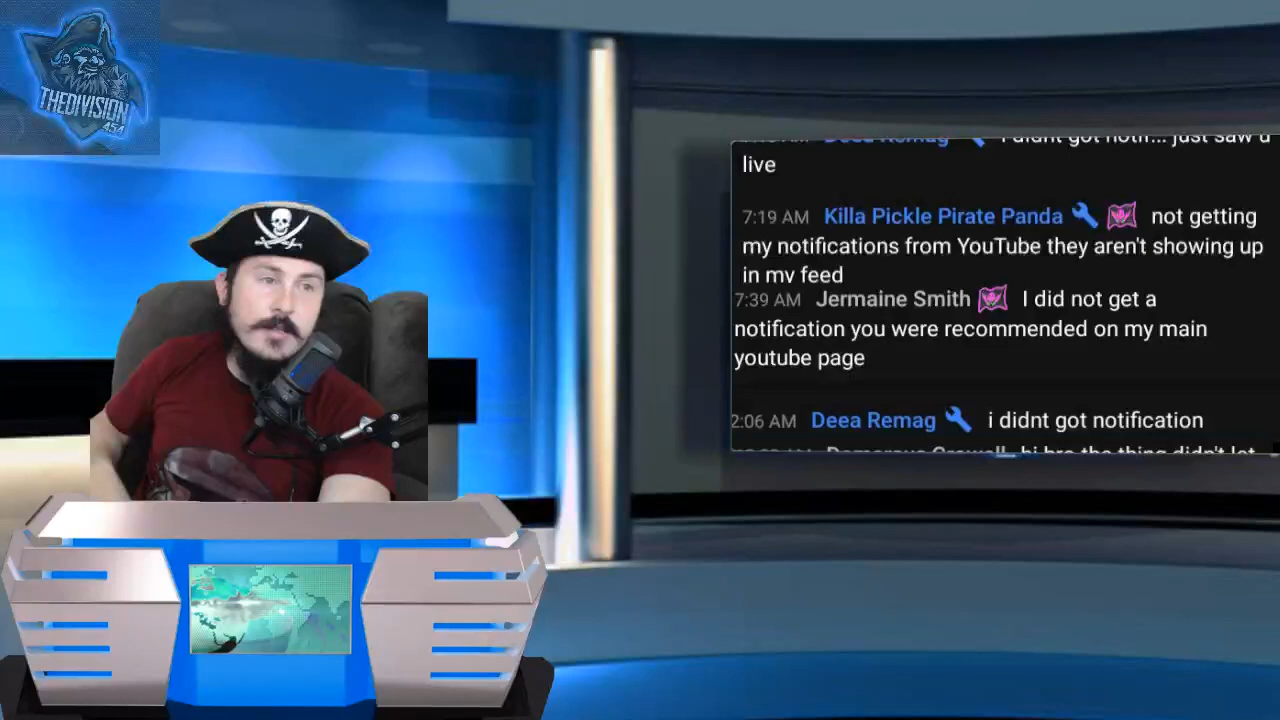 THEDIVISION
454
live
7:19 AM Killa Pickle Pirate Panda not getting
my notifications from YouTube they aren't showing up
in my feed
7:39 AM Jermaine Smith I did not get a
notification you were recommended on my main
youtube page
2:06 AM Deea Remag i didnt got notification